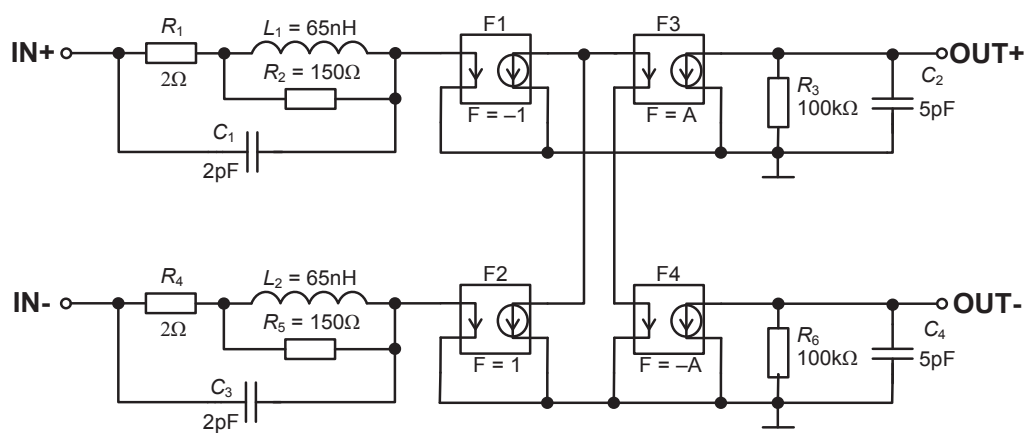 R1
L1 = 65nH
F1
F3
IN+
OUT+
2Ω
R2 = 150Ω
C2
R3
100kΩ
5pF
F = –1
F = A
C1
2pF
R4
L2 = 65nH
F2
F4
IN-
OUT-
2Ω
R5 = 150Ω
C4
R6
100kΩ
5pF
F = 1
F = –A
C3
2pF